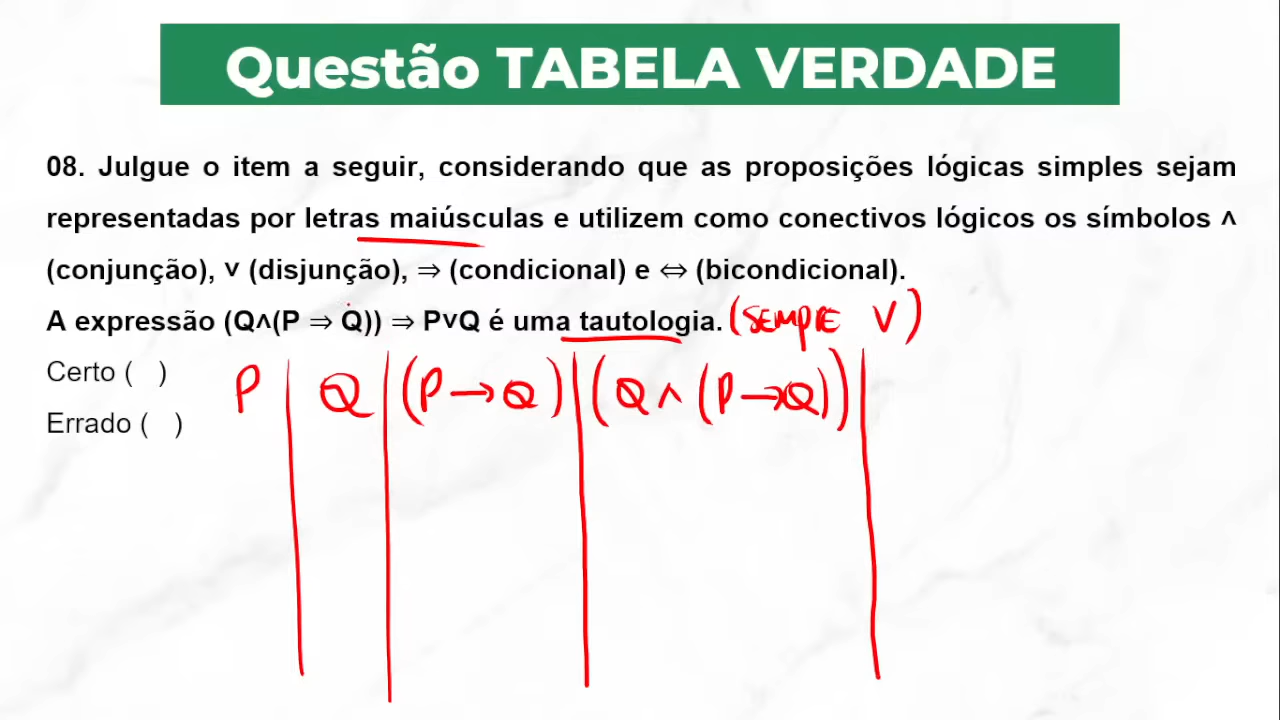 Questão TABELA VERDADE
08. Julgue o item a seguir, considerando que as proposições lógicas simples sejam
representadas por letras maiúsculas e utilizem como conectivos lógicos os símbolos ∧
(conjunção), ∨ (disjunção), ⇒ (condicional) e ⇔ (bicondicional).
A expressão (Q∧(P ⇒ Q)) ⇒ P∨Q é uma tautologia. (SEMPRE V)
Certo ( )
P Q (P→Q) (Q ∧ (P→Q))
Errado ( )